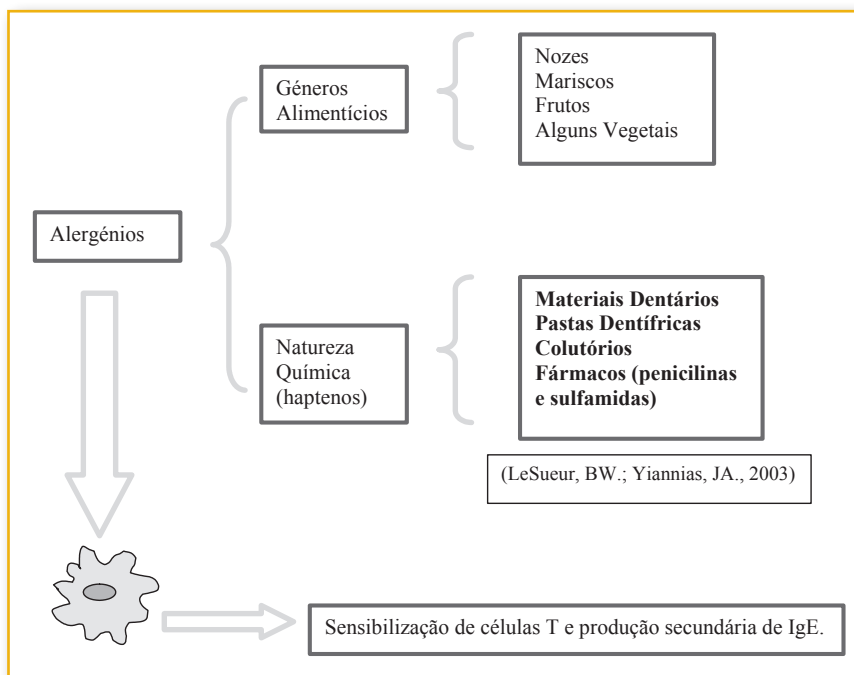 Géneros
Alimentícios
Nozes
Mariscos
Frutos
Alguns Vegetais
Alergénios
Natureza
Química
(haptenos)
Materiais Dentários
Pastas Dentífricas
Colutórios
Fármacos (penicilinas
e sulfamidas)
(LeSueur, BW.; Yiannias, JA., 2003)
Sensibilização de células T e produção secundária de IgE.